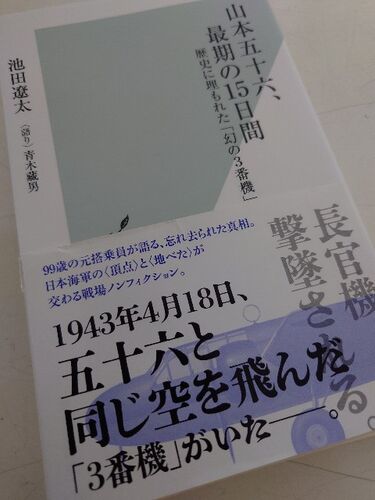 山本五十六、
最期の15日間
歴史に埋もれた「幻の3番機」
池田遼太
〈語り〉青木蔵男
99歳の元搭乗員が語る、忘れ去られた真相。
日本海軍の〈頂点〉と〈地べた〉が
交わる戦場ノンフィクション。
長官機
撃墜される。
1943年4月18日、
五十六と
同じ空を飛んだ
「3番機」がいた――。